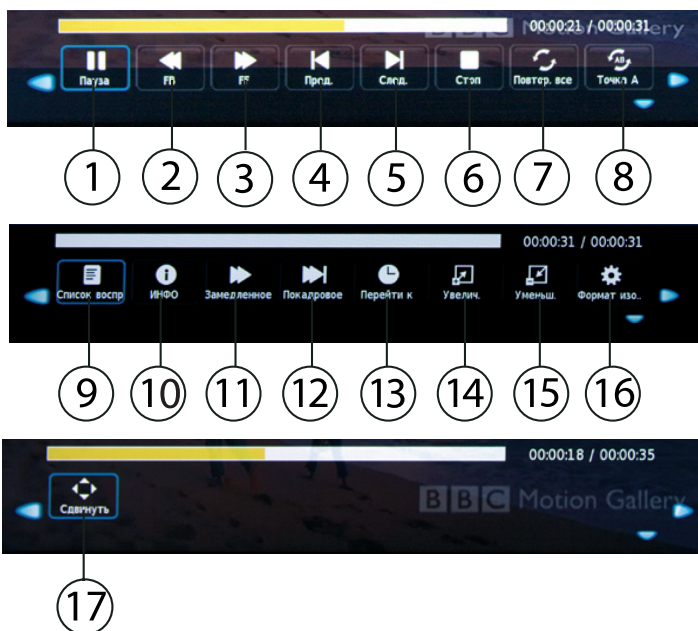 00:00:21 / 00:00:31
BBC Motion Gallery
Пауза FB FF Пред. След. Стоп Повтор. все Точка A
1 2 3 4 5 6 7 8
00:00:31 / 00:00:31
Список воспр ИНФО Замедленное Покадровое Перейти к Увелич. Уменьш. Формат изо..
9 10 11 12 13 14 15 16
00:00:18 / 00:00:35
Сдвинуть
BBC Motion Gallery
17